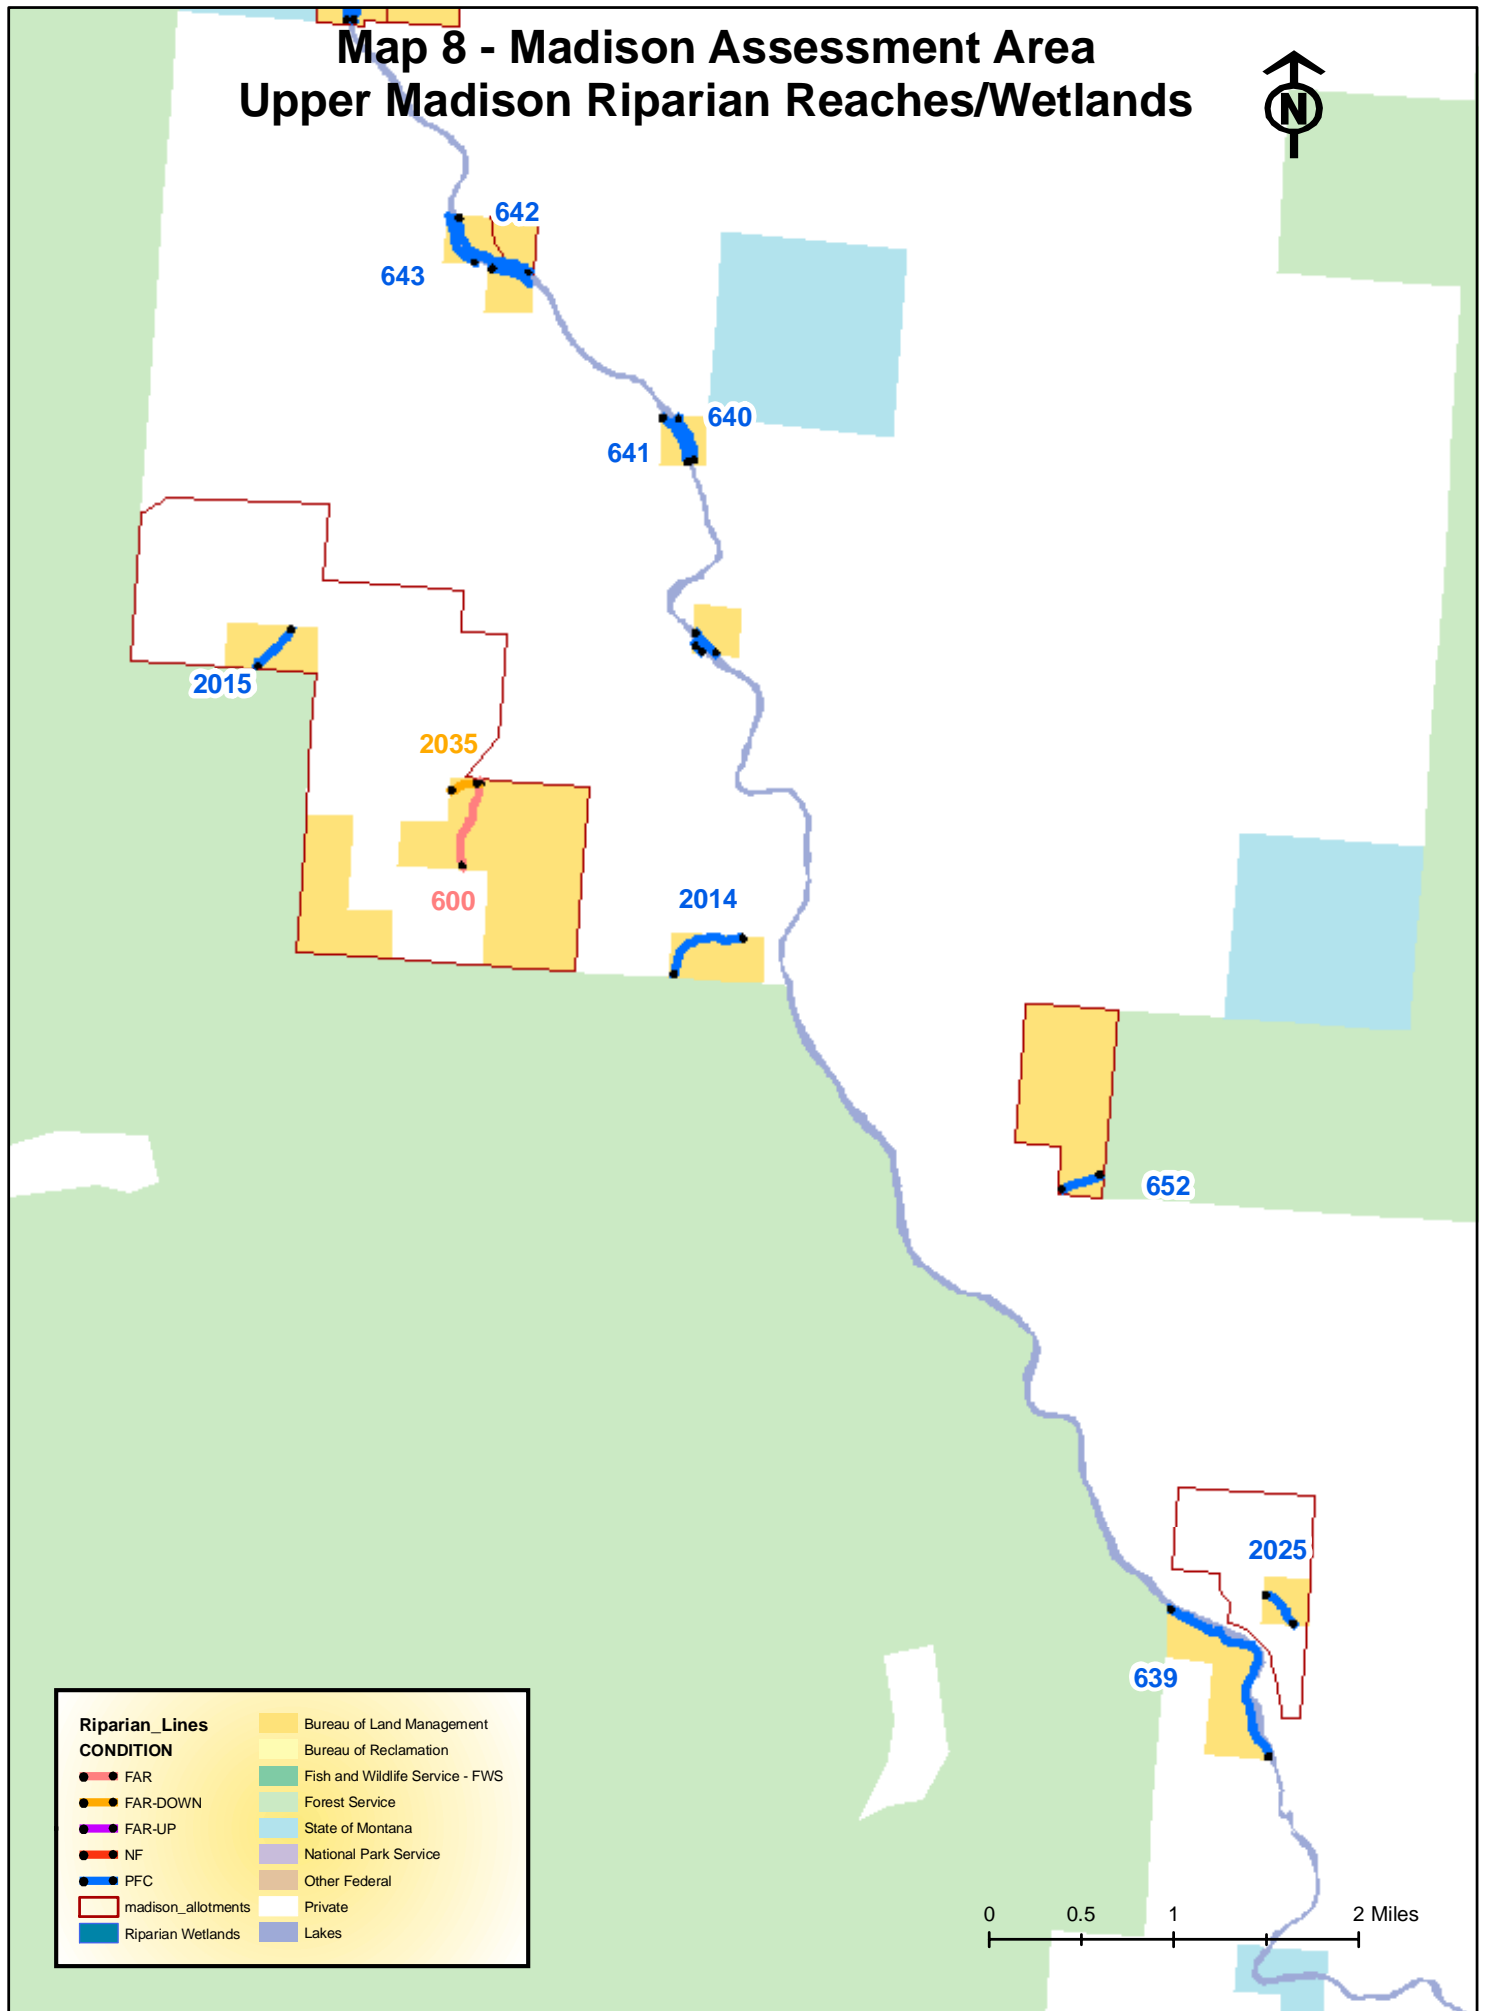 Map 8 - Madison Assessment Area
Upper Madison Riparian Reaches/Wetlands
N
642
643
640
641
2015
2035
600
2014
652
2025
639
Riparian_Lines
CONDITION
FAR
FAR-DOWN
FAR-UP
NF
PFC
madison_allotments
Riparian Wetlands
Bureau of Land Management
Bureau of Reclamation
Fish and Wildlife Service - FWS
Forest Service
State of Montana
National Park Service
Other Federal
Private
Lakes
0 0.5 1 2 Miles